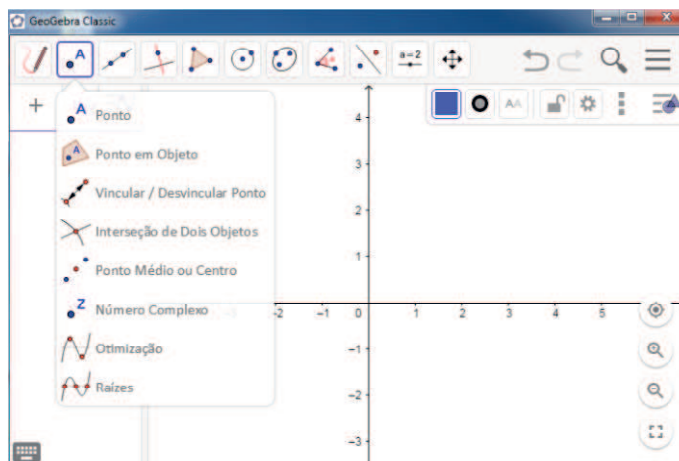 GeoGebra Classic
A
a=2
+
AA
A Ponto
A Ponto em Objeto
Vincular / Desvincular Ponto
Interseção de Dois Objetos
Ponto Médio ou Centro
Z Número Complexo
Otimização
Raízes
4
3
2
1
-2 -1 0 1 2 3 4 5
-1
-2
-3